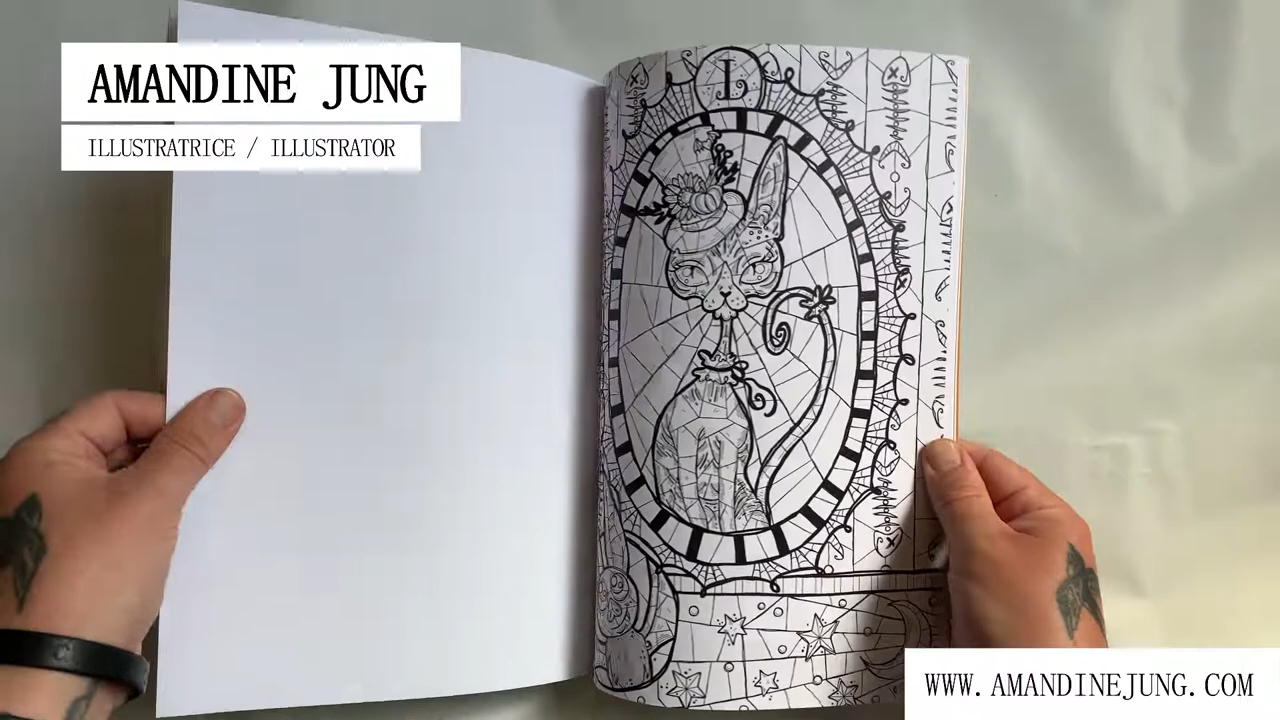 AMANDINE JUNG
ILLUSTRATRICE / ILLUSTRATOR
L
WWW.AMANDINEJUNG.COM